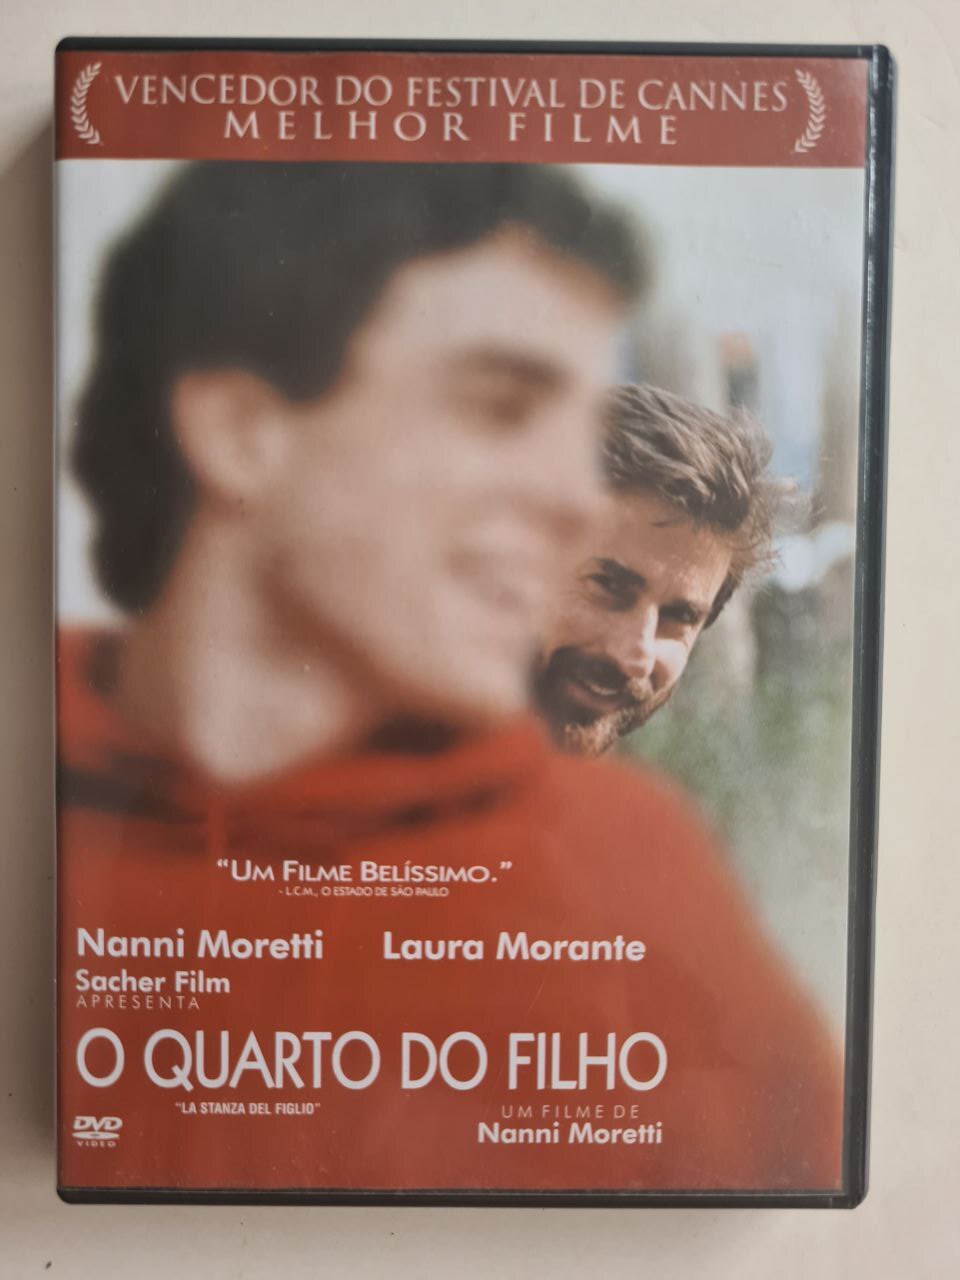 VENCEDOR DO FESTIVAL DE CANNES
MELHOR FILME
“UM FILME BELÍSSIMO.”
- L.C.M., O ESTADO DE SÃO PAULO
Nanni Moretti Laura Morante
Sacher Film
APRESENTA
O QUARTO DO FILHO
"LA STANZA DEL FIGLIO"
UM FILME DE
Nanni Moretti
DVD
VIDEO